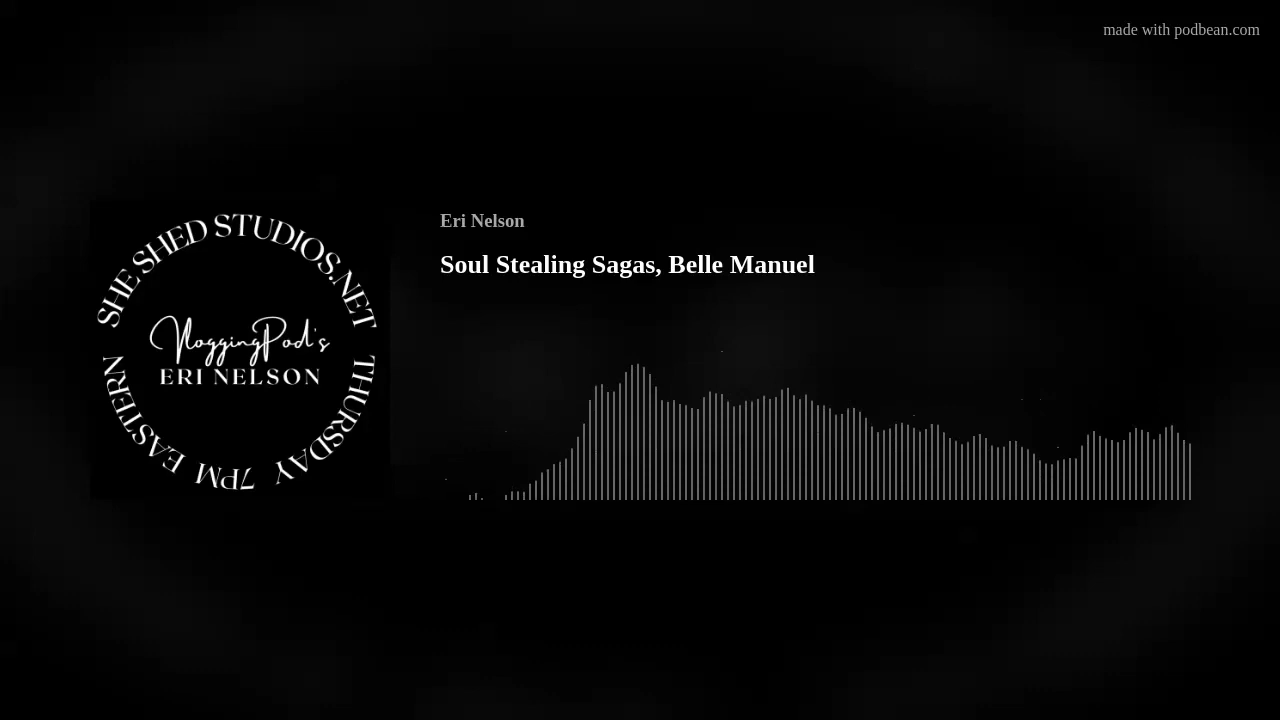 made with podbean.com
SHE SHED STUDIOS.NET
THURSDAY 7PM EASTERN
VloggingPod's
ERI NELSON
Eri Nelson
Soul Stealing Sagas, Belle Manuel